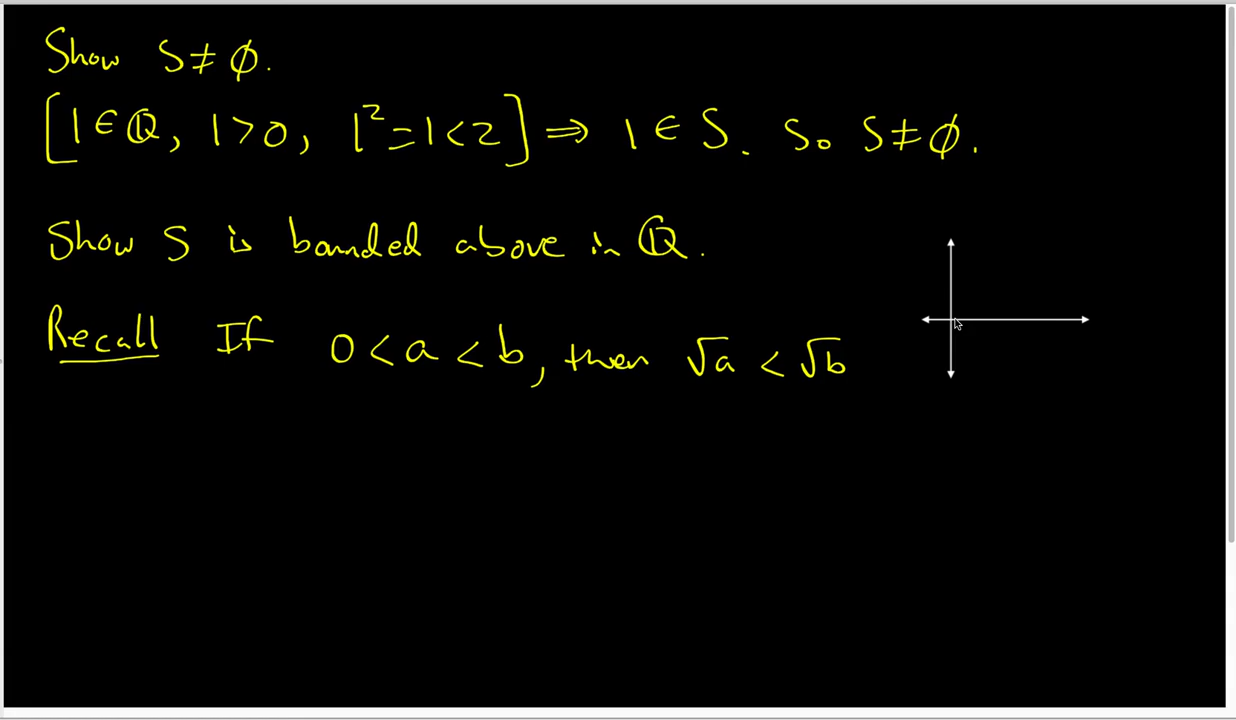 Show S ≠ ∅.
[1 ∈ ℚ, 1 > 0, 1² = 1 < 2] ⇒ 1 ∈ S. So S ≠ ∅.
Show S is bounded above in ℚ.
Recall If 0 < a < b, then √a < √b